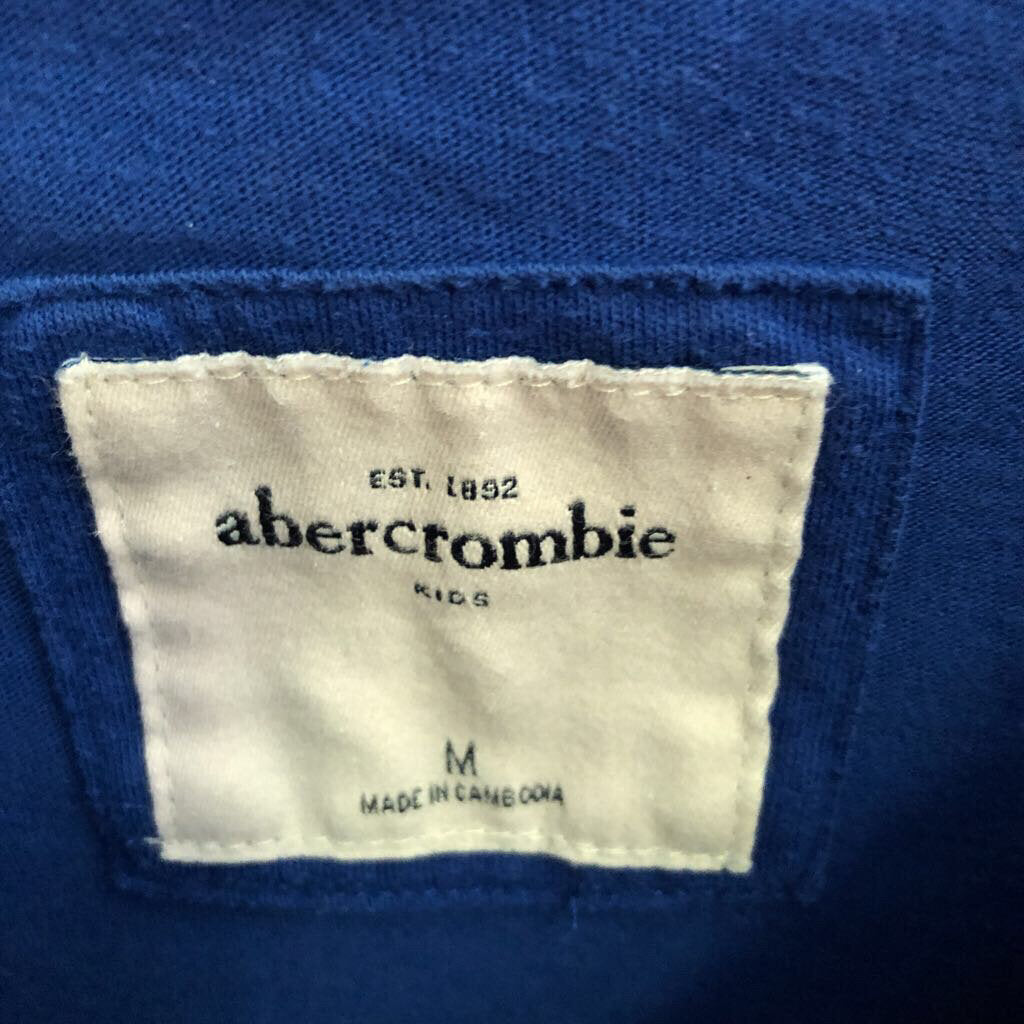 EST. 1892
abercrombie
KIDS
M
MADE IN CAMBODIA